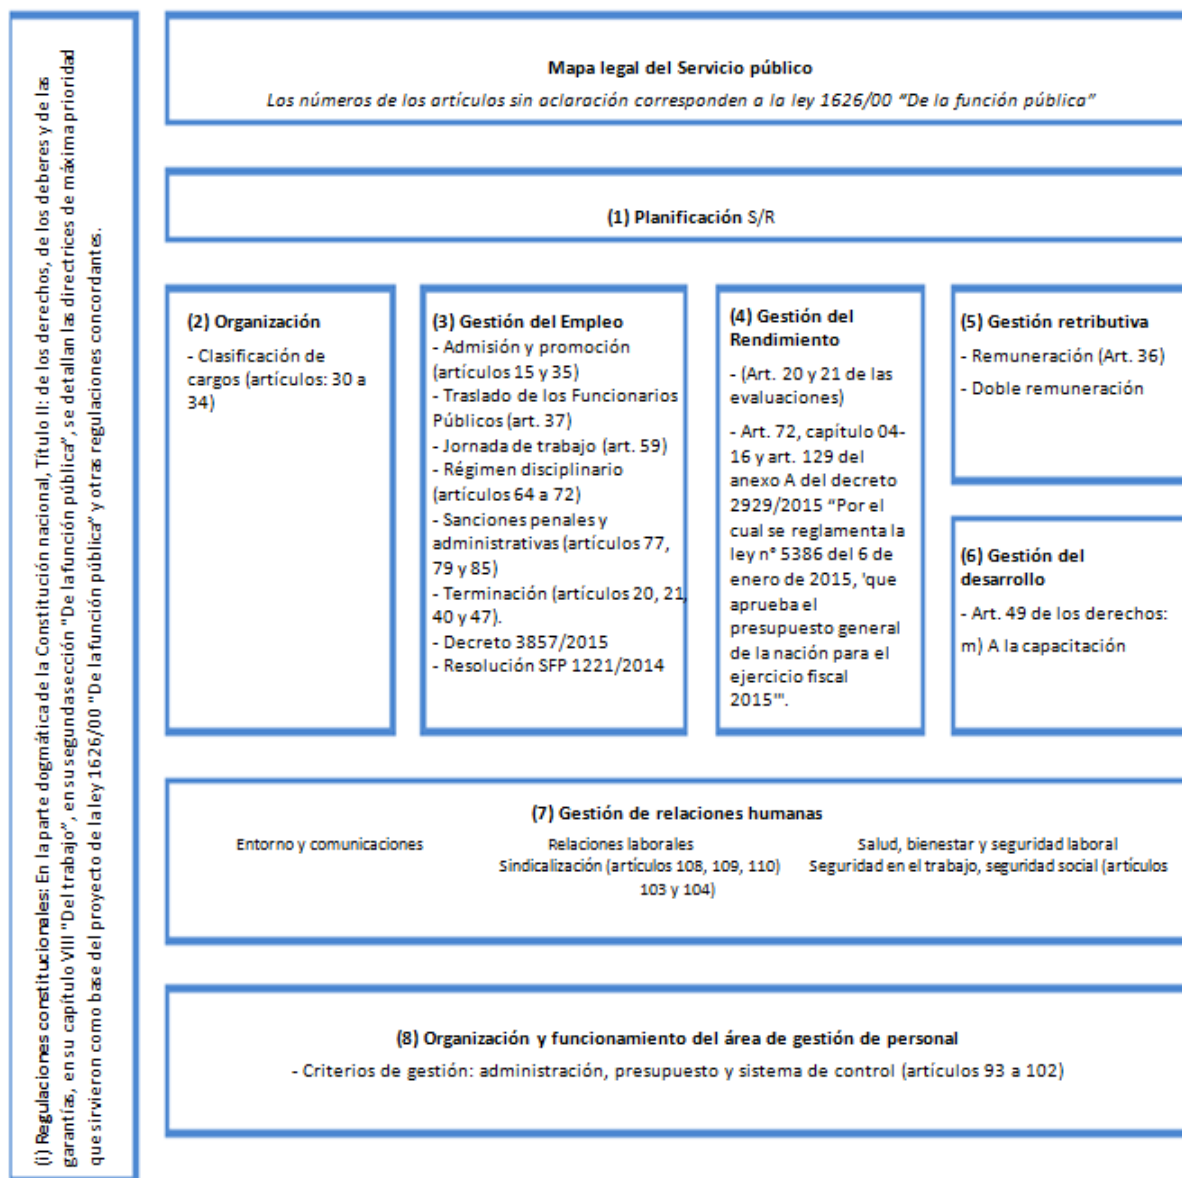 (i) Regulaciones constitucionales: En la parte dogmática de la Constitución nacional, Título II: de los derechos, de los deberes y de las
garantías, en su capítulo VIII "Del trabajo", en su segunda sección "De la función pública", se detallan las directrices de máxima prioridad
que sirvieron como base del proyecto de la ley 1626/00 "De la función pública" y otras regulaciones concordantes.
Mapa legal del Servicio público
Los números de los artículos sin aclaración corresponden a la ley 1626/00 "De la función pública"
(1) Planificación S/R
(2) Organización
- Clasificación de
cargos (artículos: 30 a
34)
(3) Gestión del Empleo
- Admisión y promoción
(artículos 15 y 35)
- Traslado de los Funcionarios
Públicos (art. 37)
- Jornada de trabajo (art. 59)
- Régimen disciplinario
(artículos 64 a 72)
- Sanciones penales y
administrativas (artículos 77,
79 y 85)
- Terminación (artículos 20, 21,
40 y 47).
- Decreto 3857/2015
- Resolución SFP 1221/2014
(4) Gestión del
Rendimiento
- (Art. 20 y 21 de las
evaluaciones)
- Art. 72, capítulo 04-
16 y art. 129 del
anexo A del decreto
2929/2015 "Por el
cual se reglamenta la
ley n° 5386 del 6 de
enero de 2015, 'que
aprueba el
presupuesto general
de la nación para el
ejercicio fiscal
2015'".
(5) Gestión retributiva
- Remuneración (Art. 36)
- Doble remuneración
(6) Gestión del
desarrollo
- Art. 49 de los derechos:
m) A la capacitación
(7) Gestión de relaciones humanas
Entorno y comunicaciones
Relaciones laborales
Sindicalización (artículos 108, 109, 110)
Salud, bienestar y seguridad laboral
Seguridad en el trabajo, seguridad social (artículos
103 y 104)
(8) Organización y funcionamiento del área de gestión de personal
- Criterios de gestión: administración, presupuesto y sistema de control (artículos 93 a 102)